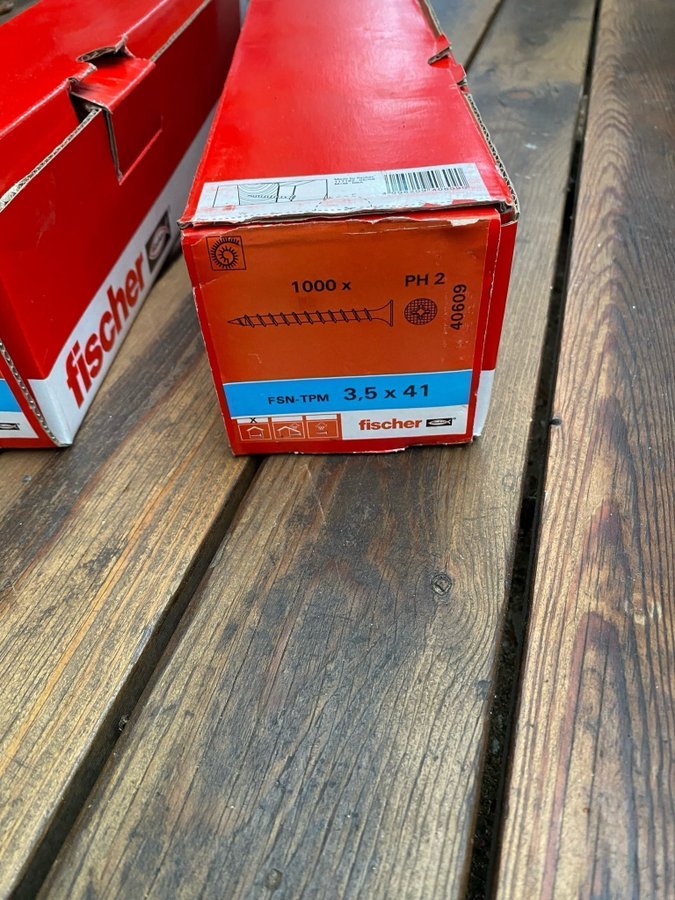 fischer
1000 x
PH 2
40609
FSN-TPM 3,5 x 41
X
fischer